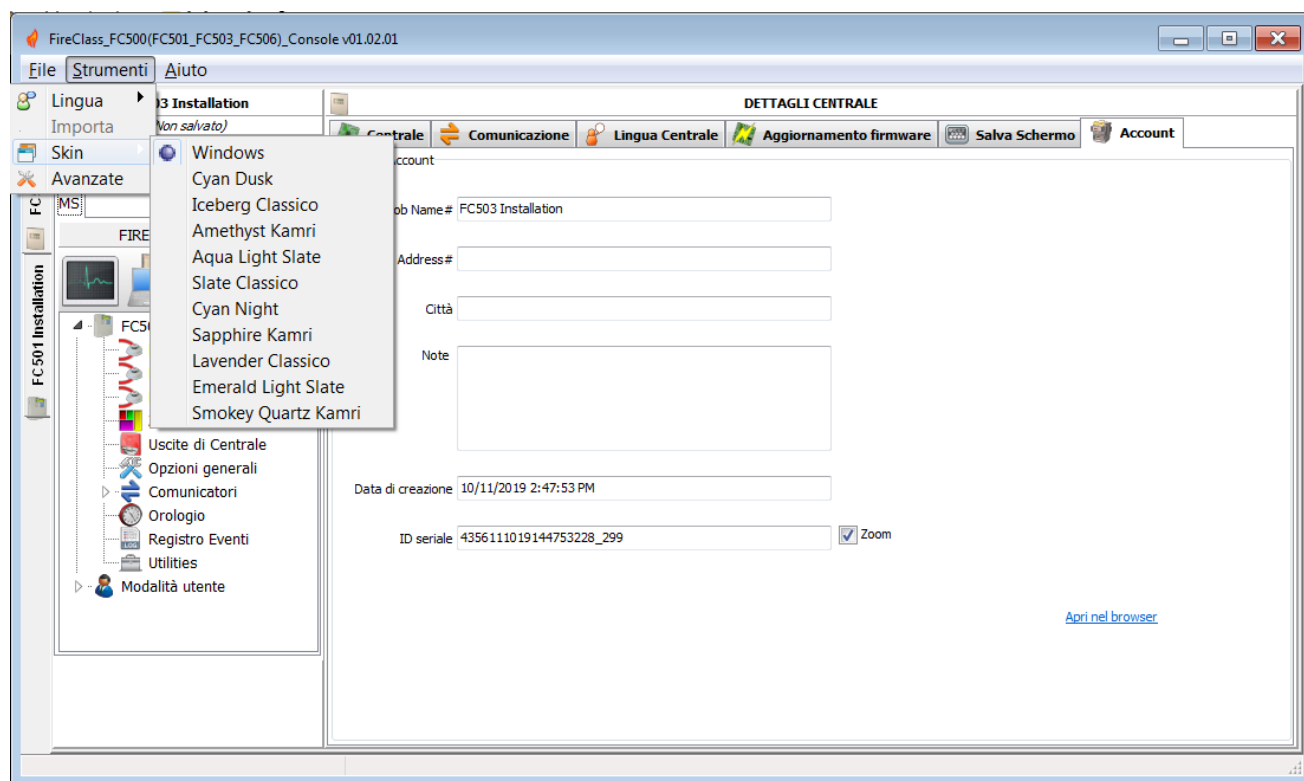 FireClass_FC500(FC501_FC503_FC506)_Console v01.02.01
File Strumenti Aiuto
Lingua
Importa
Skin
Avanzate
Windows
Cyan Dusk
Iceberg Classico
Amethyst Kamri
Aqua Light Slate
Slate Classico
Cyan Night
Sapphire Kamri
Lavender Classico
Emerald Light Slate
Smokey Quartz Kamri
03 Installation
(Non salvato)
MS
FIRE
FC50
Uscite di Centrale
Opzioni generali
Comunicatori
Orologio
Registro Eventi
Utilities
Modalità utente
FC501 Installation
FC
DETTAGLI CENTRALE
Centrale Comunicazione Lingua Centrale Aggiornamento firmware Salva Schermo Account
Account
Job Name# FC503 Installation
Address#
Città
Note
Data di creazione 10/11/2019 2:47:53 PM
ID seriale 4356111019144753228_299 Zoom
Apri nel browser